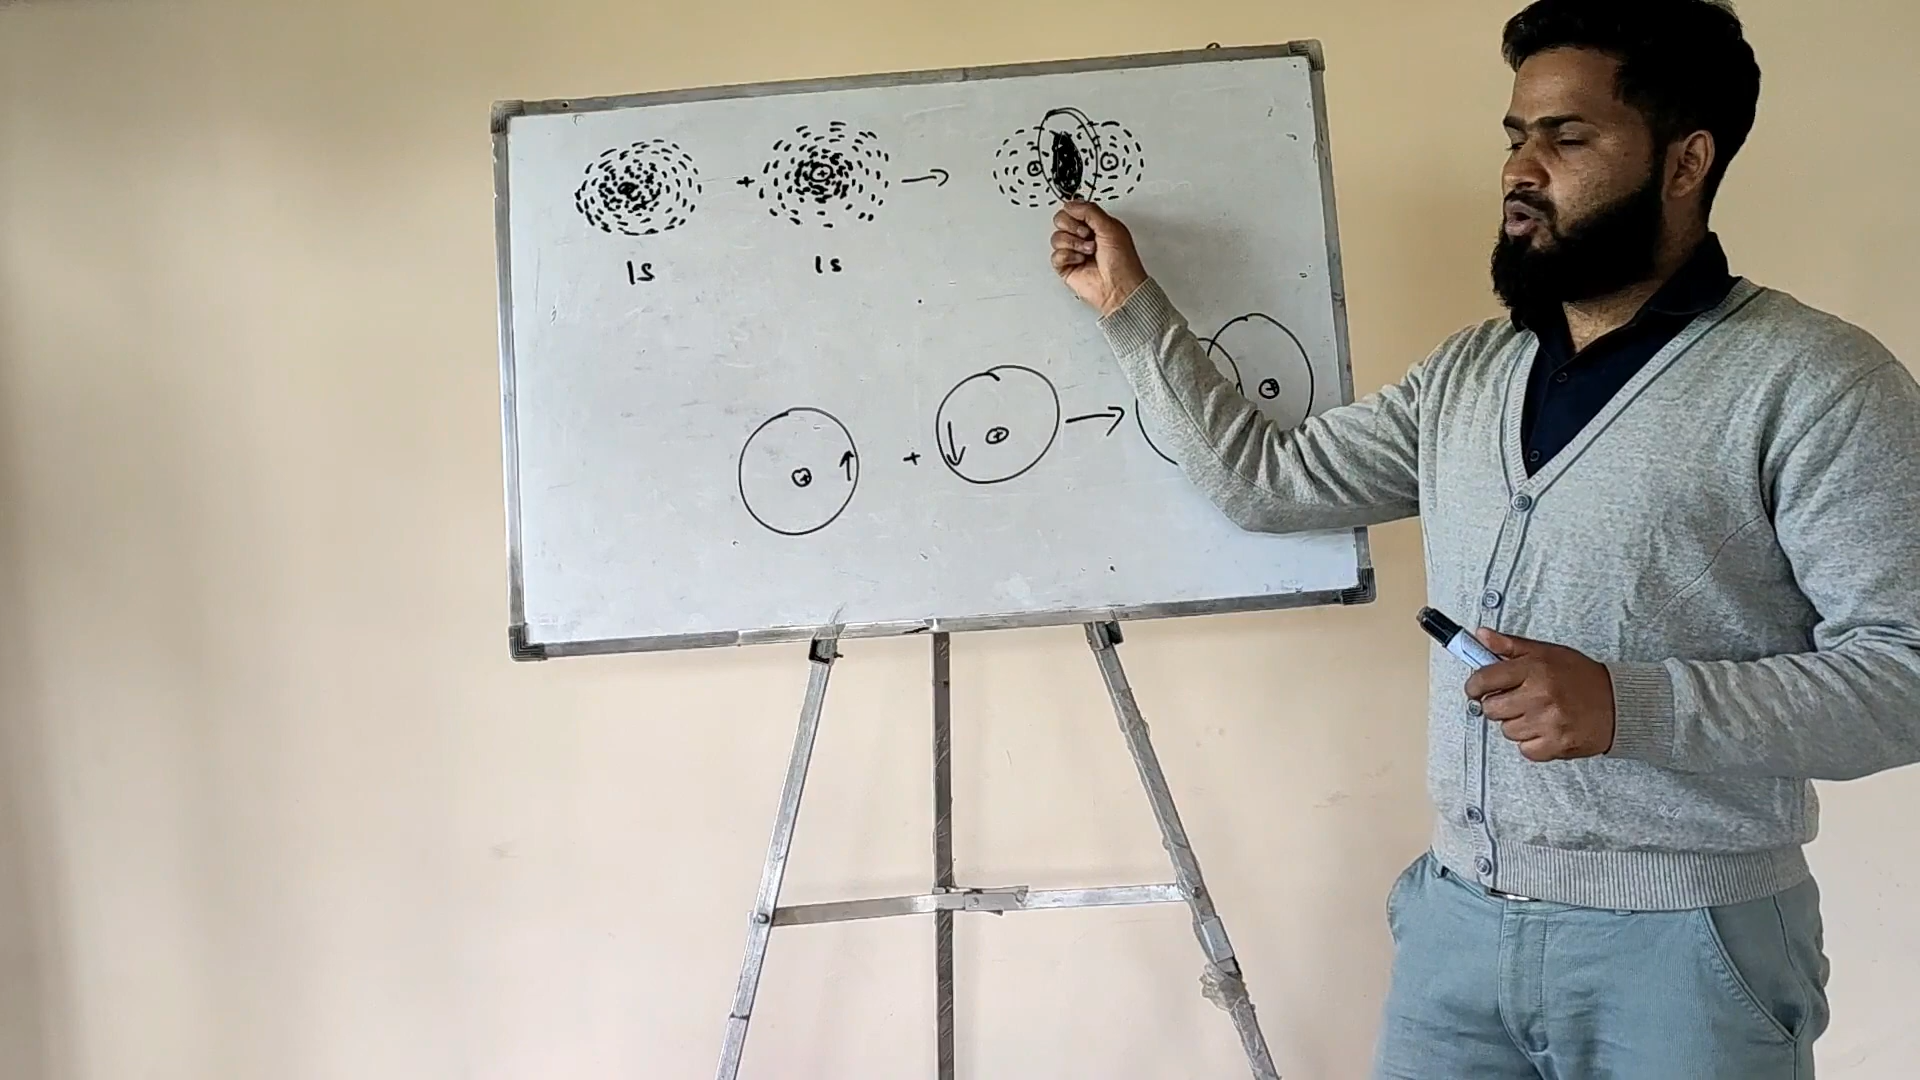 + →
1s 1s
↑ + ↓ →